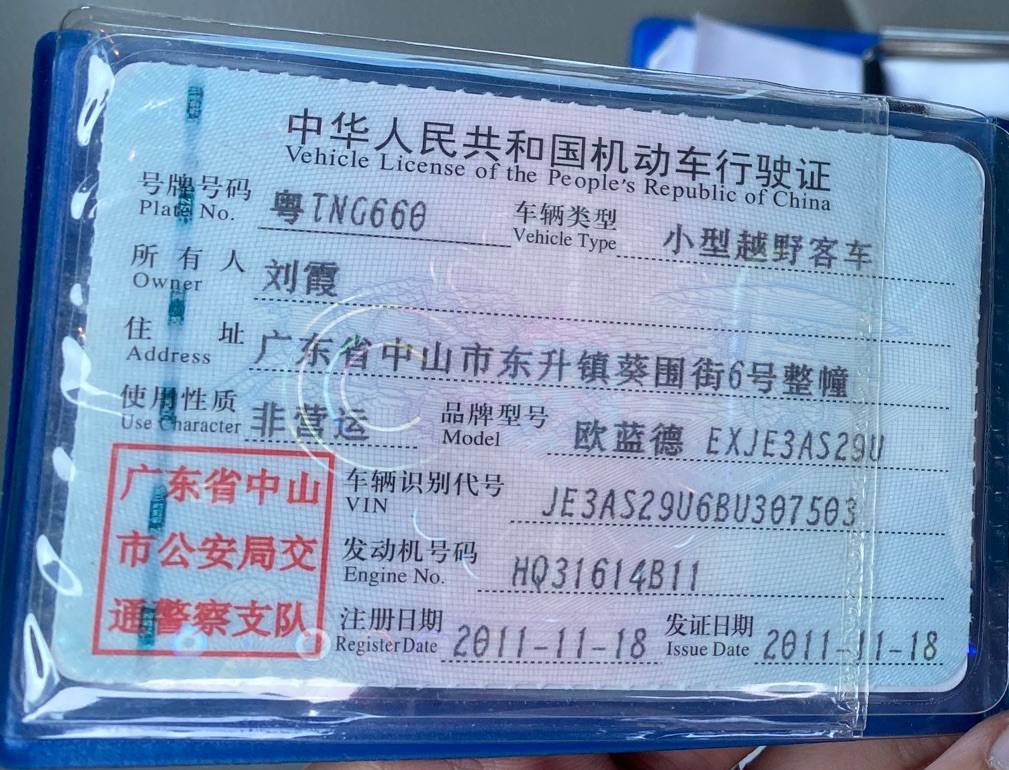 中华人民共和国机动车行驶证
Vehicle License of the People's Republic of China
号牌号码 粤TNG660 车辆类型 小型越野客车
Plate No. Vehicle Type
所有人 刘霞
Owner
住址 广东省中山市东升镇葵围街6号整幢
Address
使用性质 非营运 品牌型号 欧蓝德 EXJE3AS29U
Use Character Model
广东省中山
市公安局交
通警察支队
车辆识别代号 JE3AS29U6BU307503
VIN
发动机号码 HQ31614B11
Engine No.
注册日期 2011-11-18 发证日期 2011-11-18
Register Date Issue Date